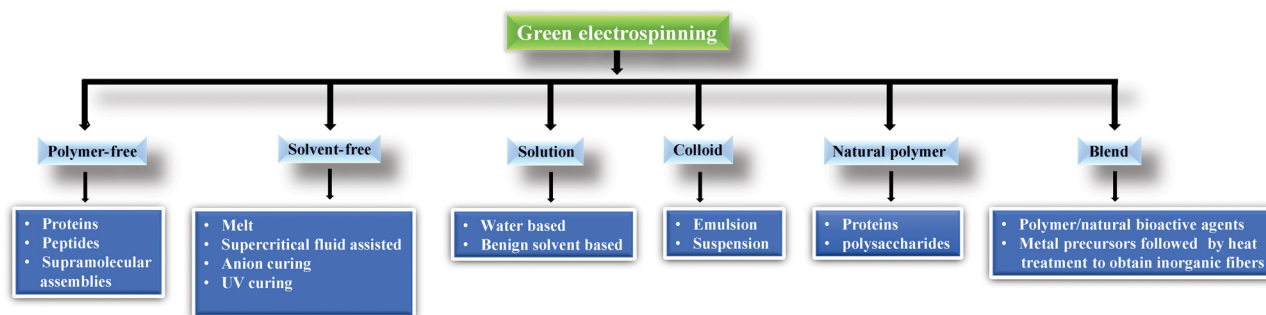 Green electrospinning
Polymer-free
Solvent-free
Solution
Colloid
Natural polymer
Blend
• Proteins
• Peptides
• Supramolecular
assemblies
• Melt
• Supercritical fluid assisted
• Anion curing
• UV curing
• Water based
• Benign solvent based
• Emulsion
• Suspension
• Proteins
• polysaccharides
• Polymer/natural bioactive agents
• Metal precursors followed by heat
treatment to obtain inorganic fibers